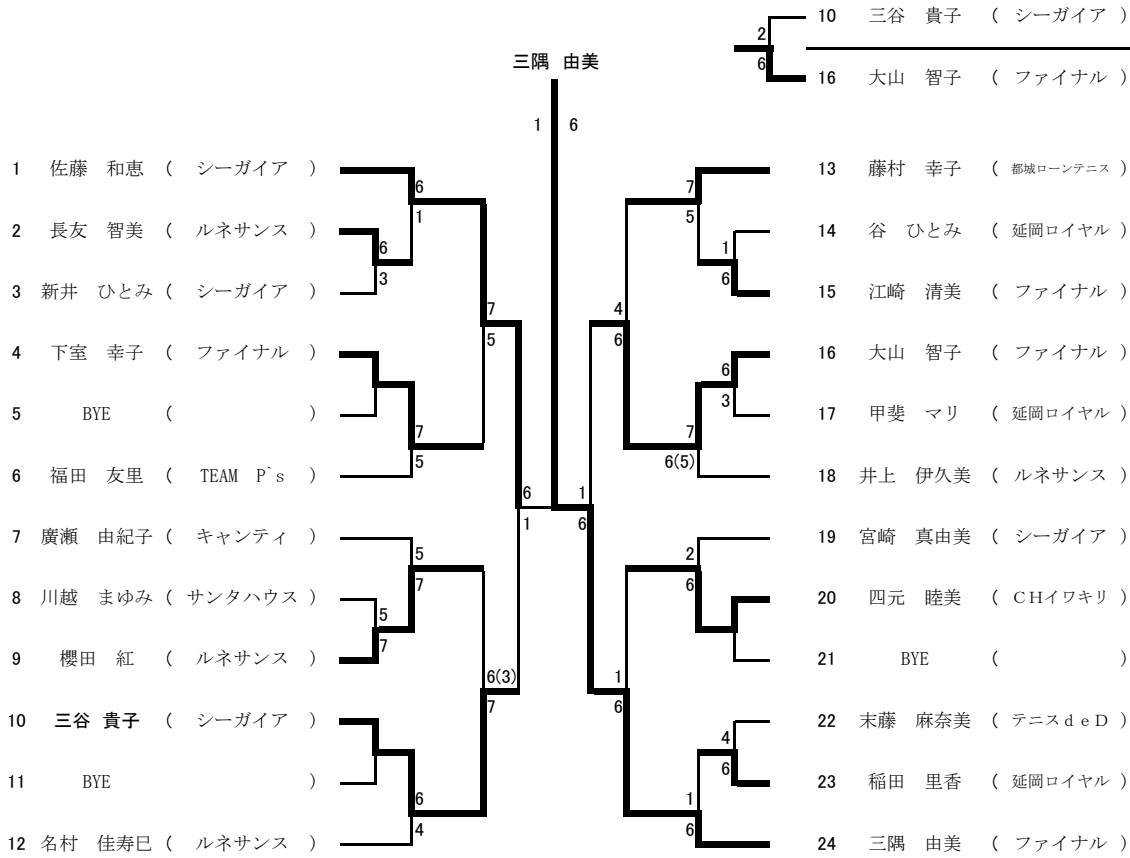 10 三谷 貴子 ( シーガイア )
2
6
16 大山 智子 ( ファイナル )
三隅 由美
1 6
1 佐藤 和恵 ( シーガイア )
2 長友 智美 ( ルネサンス )
3 新井 ひとみ ( シーガイア )
4 下室 幸子 ( ファイナル )
5 BYE ( )
6 福田 友里 ( TEAM P`s )
7 廣瀬 由紀子 ( キャンティ )
8 川越 まゆみ ( サンタハウス )
9 櫻田 紅 ( ルネサンス )
10 三谷 貴子 ( シーガイア )
11 BYE )
12 名村 佳寿巳 ( ルネサンス )
6
1
6
3
7
5
7
5
6
1
5
7
5
7
6(3)
7
6
4
13 藤村 幸子 ( 都城ローンテニス )
14 谷 ひとみ ( 延岡ロイヤル )
15 江崎 清美 ( ファイナル )
16 大山 智子 ( ファイナル )
17 甲斐 マリ ( 延岡ロイヤル )
18 井上 伊久美 ( ルネサンス )
19 宮崎 真由美 ( シーガイア )
20 四元 睦美 ( CHイワキリ )
21 BYE ( )
22 末藤 麻奈美 ( テニスdeD )
23 稲田 里香 ( 延岡ロイヤル )
24 三隅 由美 ( ファイナル )
7
5
1
6
4
6
6
3
7
6(5)
1
6
2
6
1
6
4
6
1
6